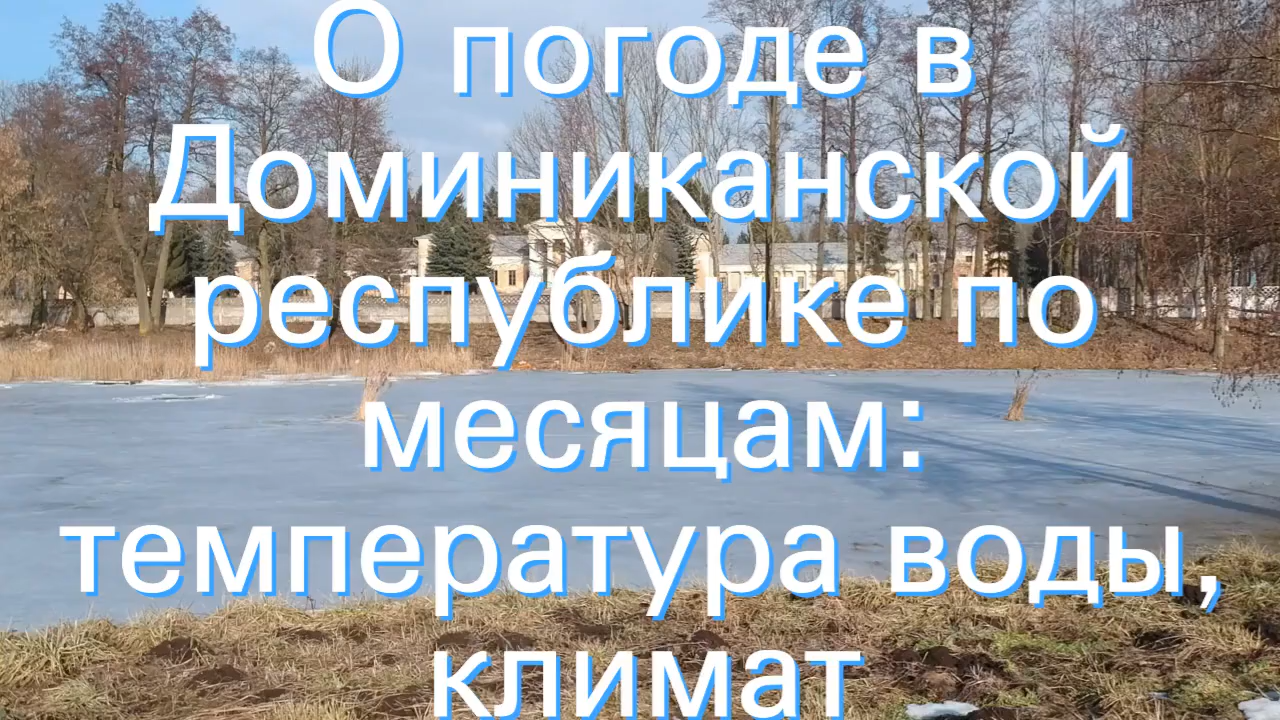 О погоде в
Доминиканской
республике по
месяцам:
температура воды,
климат